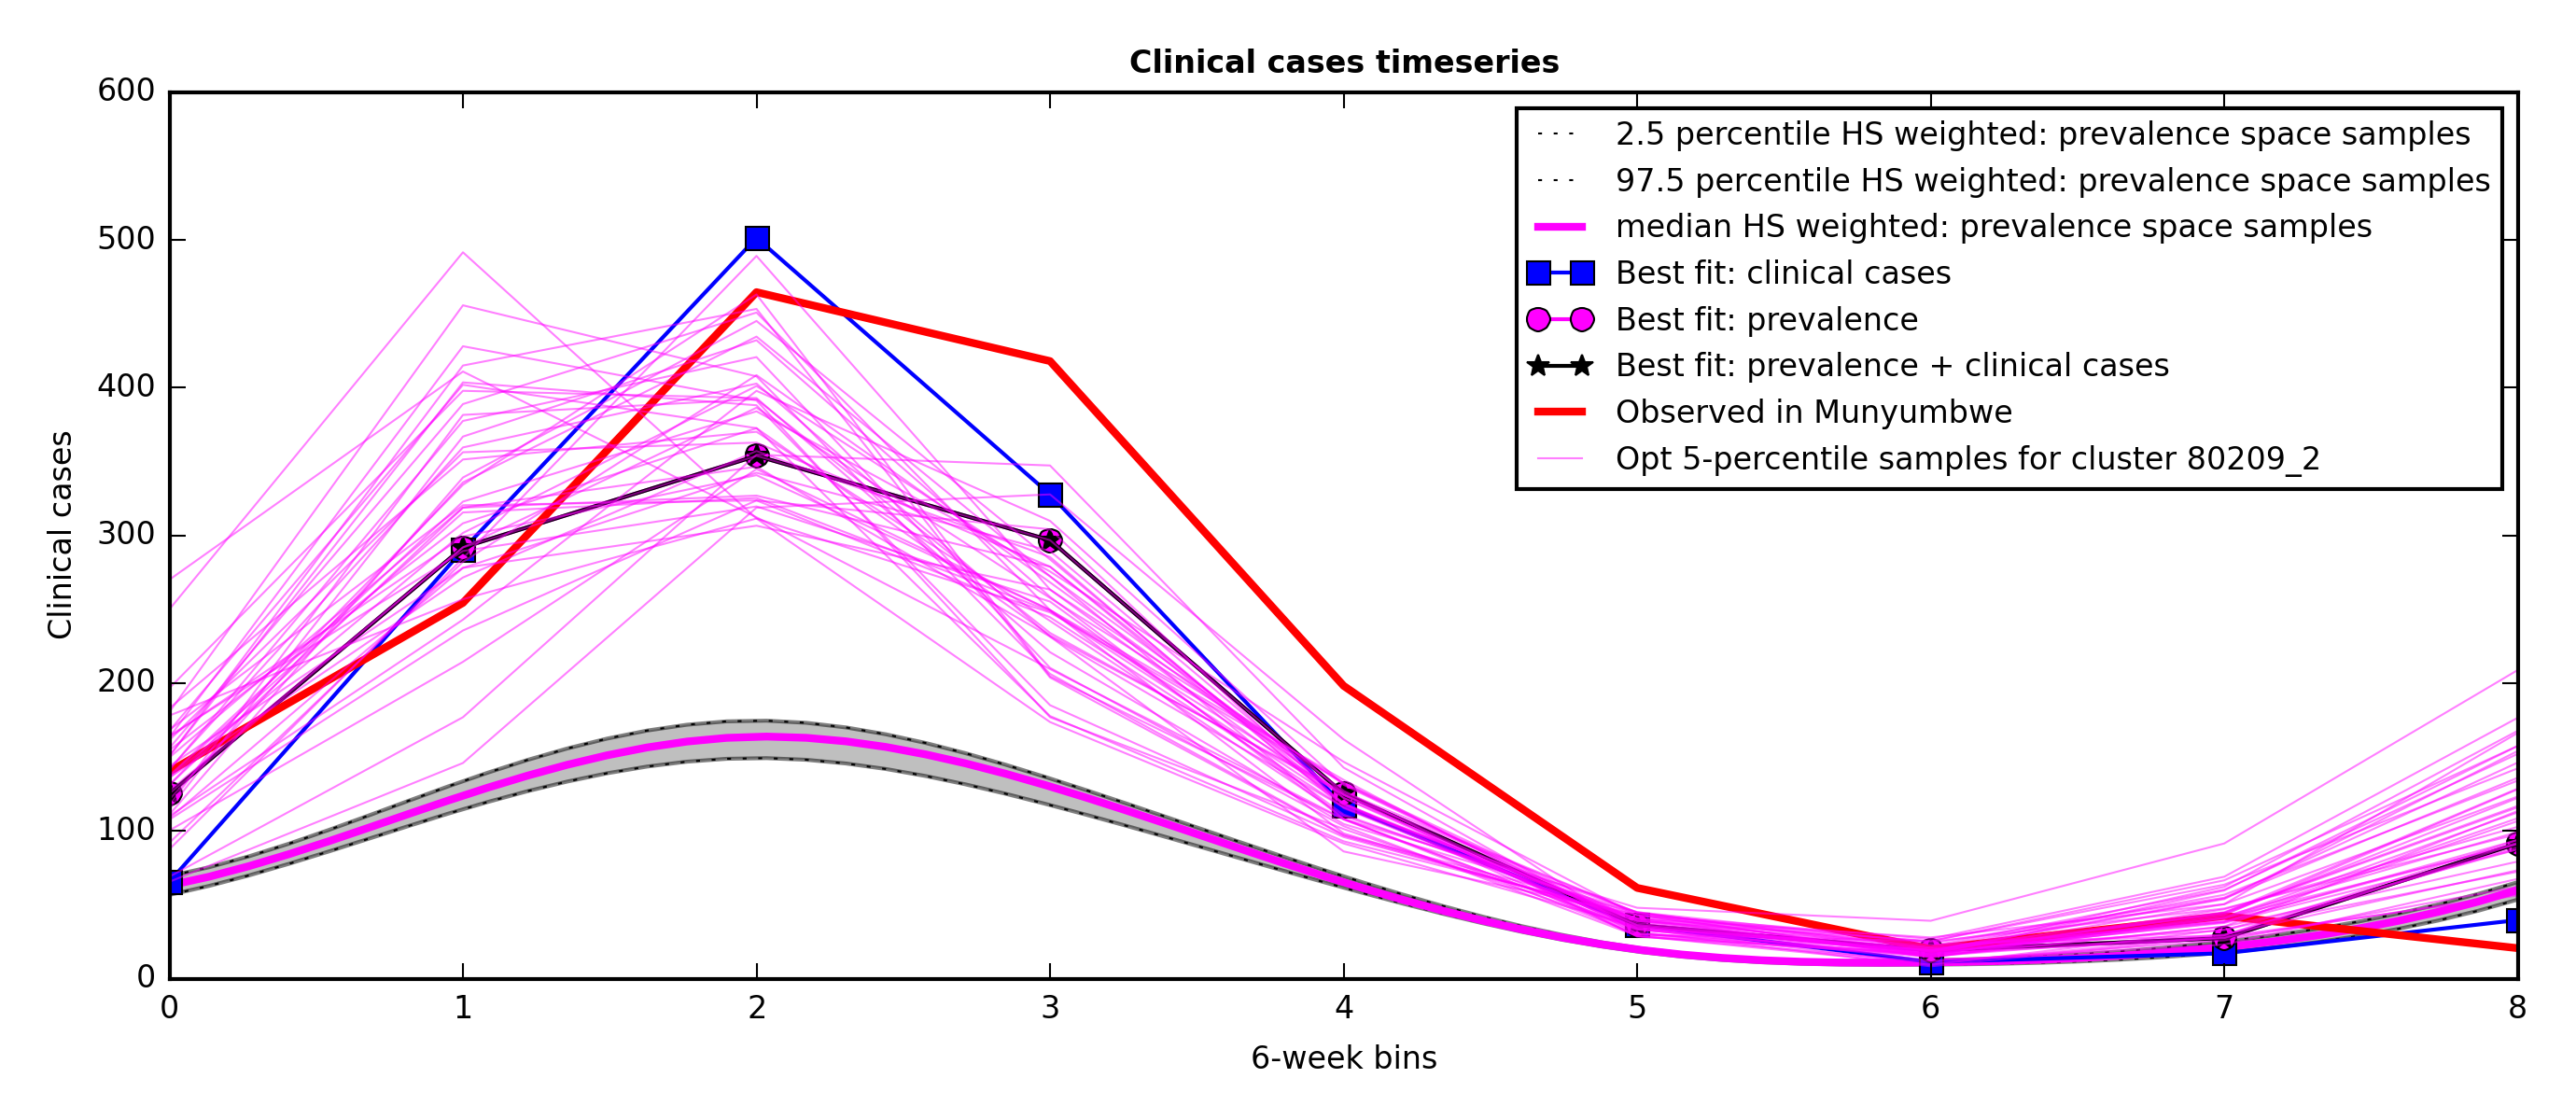 Clinical cases timeseries
600
500
400
300
200
100
0
Clinical cases
2.5 percentile HS weighted: prevalence space samples
97.5 percentile HS weighted: prevalence space samples
median HS weighted: prevalence space samples
Best fit: clinical cases
Best fit: prevalence
Best fit: prevalence + clinical cases
Observed in Munyumbwe
Opt 5-percentile samples for cluster 80209_2
0 1 2 3 4 5 6 7 8
6-week bins